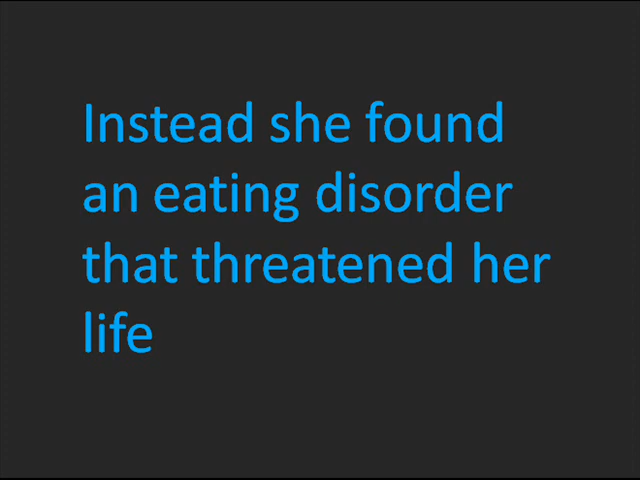 Instead she found
an eating disorder
that threatened her
life